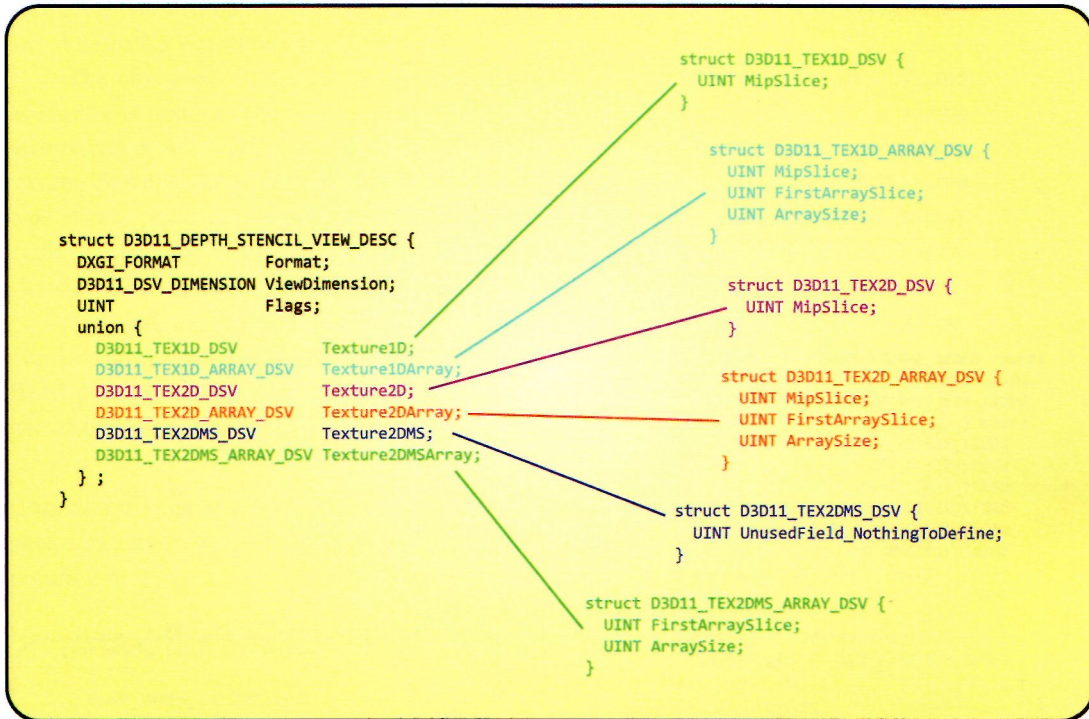 struct D3D11_TEX1D_DSV {
  UINT MipSlice;
}
struct D3D11_TEX1D_ARRAY_DSV {
  UINT MipSlice;
  UINT FirstArraySlice;
  UINT ArraySize;
}
struct D3D11_DEPTH_STENCIL_VIEW_DESC {
  DXGI_FORMAT         Format;
  D3D11_DSV_DIMENSION ViewDimension;
  UINT                Flags;
  union {
    D3D11_TEX1D_DSV         Texture1D;
    D3D11_TEX1D_ARRAY_DSV   Texture1DArray;
    D3D11_TEX2D_DSV         Texture2D;
    D3D11_TEX2D_ARRAY_DSV   Texture2DArray;
    D3D11_TEX2DMS_DSV       Texture2DMS;
    D3D11_TEX2DMS_ARRAY_DSV Texture2DMSArray;
  } ;
}
struct D3D11_TEX2D_DSV {
  UINT MipSlice;
}
struct D3D11_TEX2D_ARRAY_DSV {
  UINT MipSlice;
  UINT FirstArraySlice;
  UINT ArraySize;
}
struct D3D11_TEX2DMS_DSV {
  UINT UnusedField_NothingToDefine;
}
struct D3D11_TEX2DMS_ARRAY_DSV {
  UINT FirstArraySlice;
  UINT ArraySize;
}